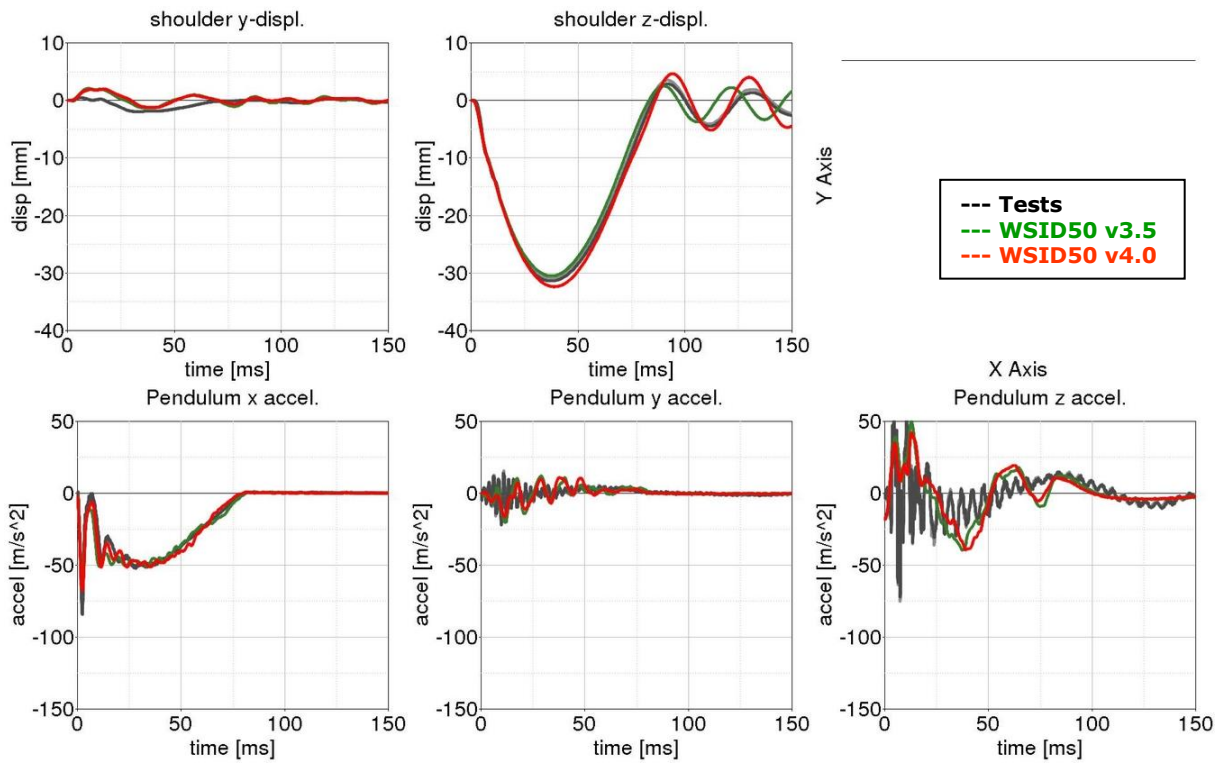 shoulder y-displ.
10
0
-10
-20
-30
-40
disp [mm]
0 50 100 150
time [ms]
shoulder z-displ.
10
0
-10
-20
-30
-40
disp [mm]
0 50 100 150
time [ms]
Y Axis
--- Tests
--- WSID50 v3.5
--- WSID50 v4.0
X Axis
Pendulum x accel.
50
0
-50
-100
-150
accel [m/s^2]
0 50 100 150
time [ms]
Pendulum y accel.
50
0
-50
-100
-150
accel [m/s^2]
0 50 100 150
time [ms]
Pendulum z accel.
50
0
-50
-100
-150
accel [m/s^2]
0 50 100 150
time [ms]